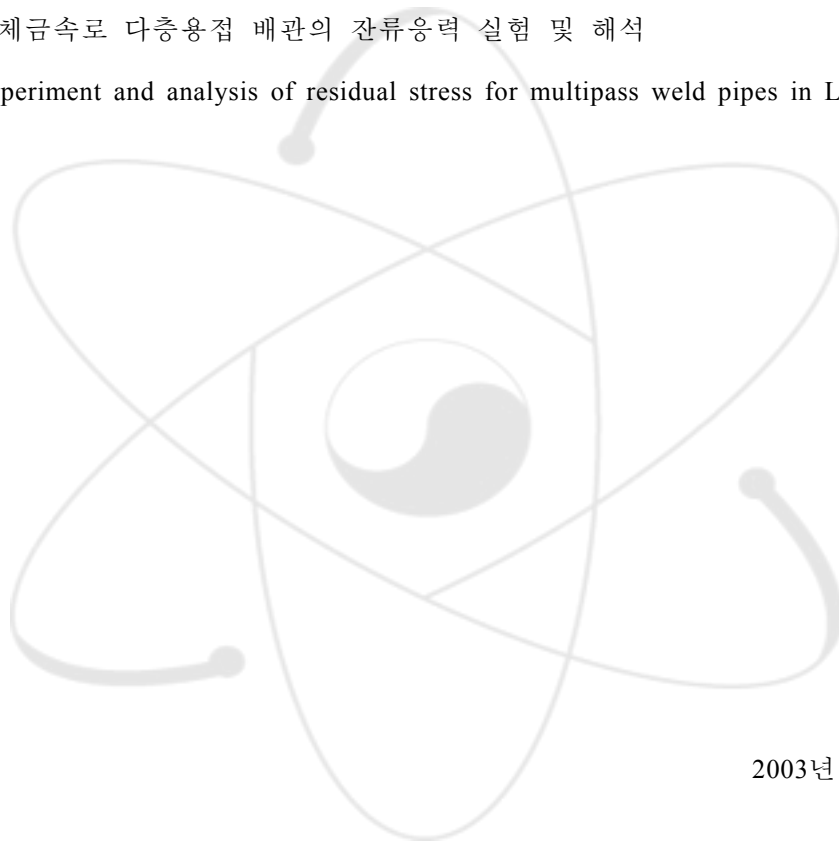 체금속로 다층용접 배관의 잔류응력 실험 및 해석
periment and analysis of residual stress for multipass weld pipes in L
2003년